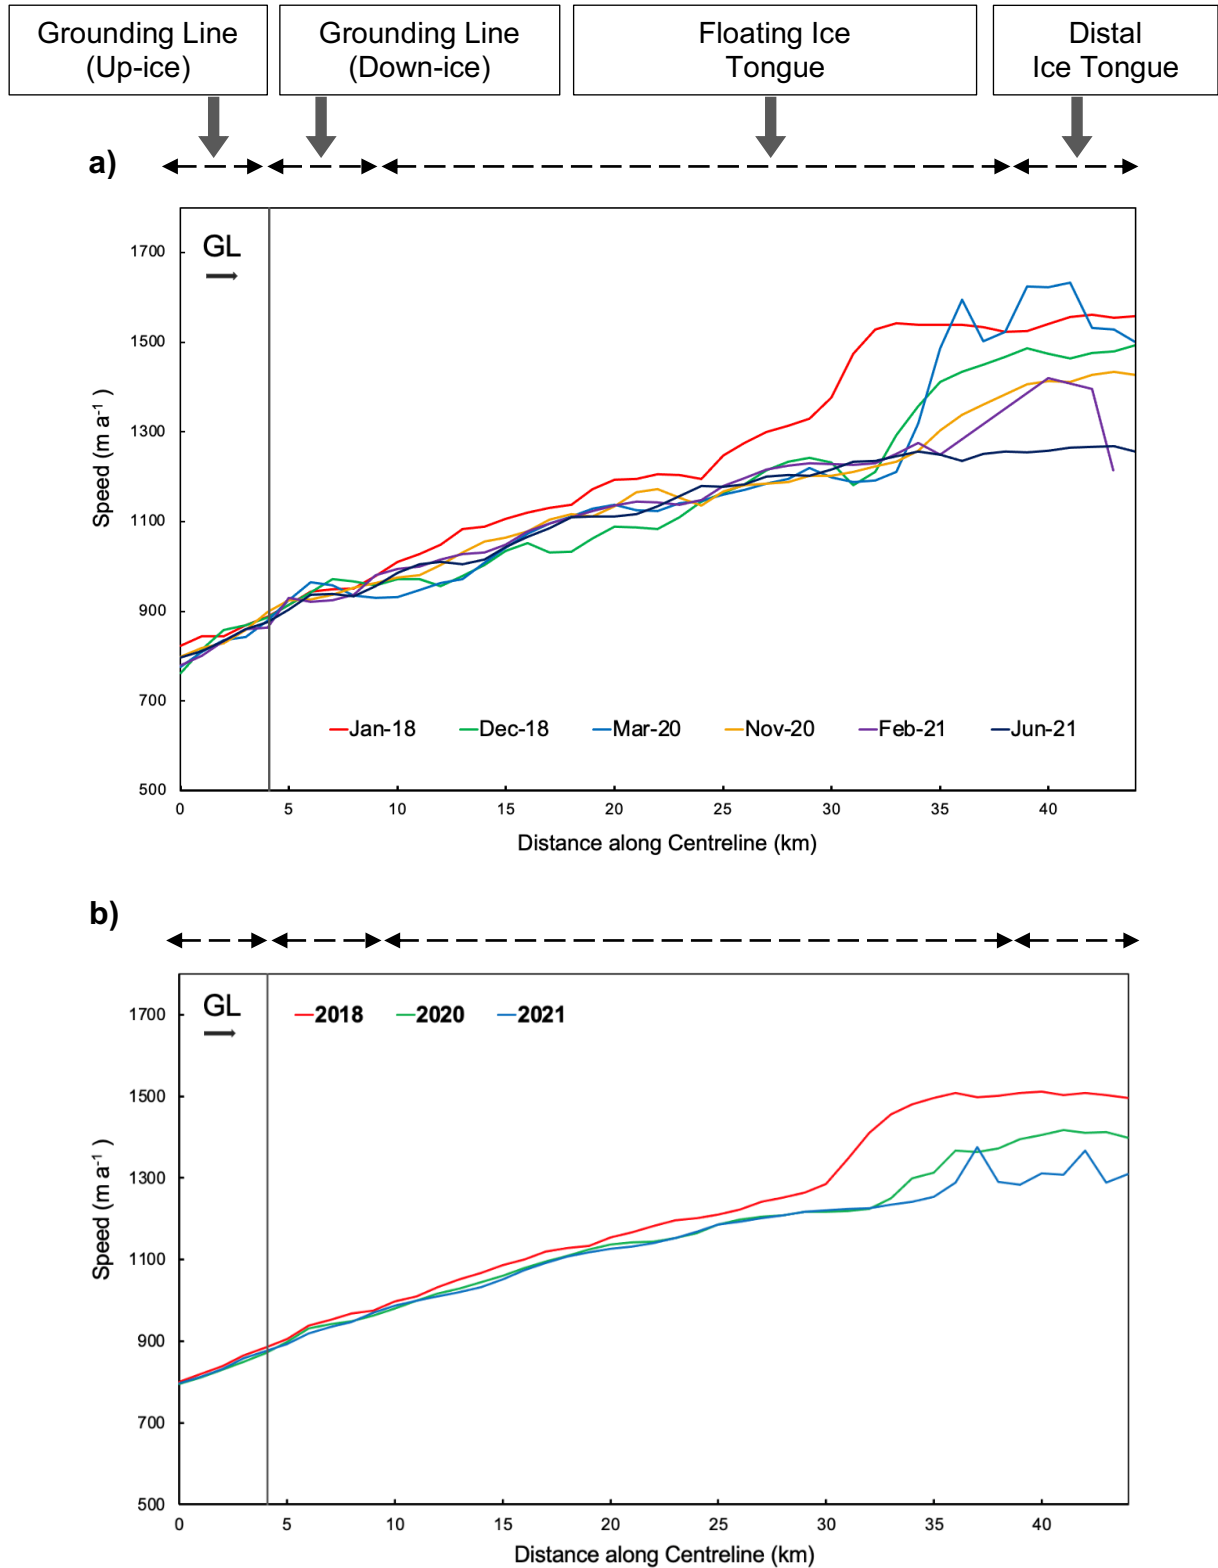 Grounding Line
(Up-ice)
Grounding Line
(Down-ice)
Floating Ice
Tongue
Distal
Ice Tongue
a)
GL
1700
1500
1300
1100
900
700
500
Speed (m a⁻¹ )
Jan-18 Dec-18 Mar-20 Nov-20 Feb-21 Jun-21
0 5 10 15 20 25 30 35 40
Distance along Centreline (km)
b)
GL
2018 2020 2021
1700
1500
1300
1100
900
700
500
Speed (m a⁻¹ )
0 5 10 15 20 25 30 35 40
Distance along Centreline (km)